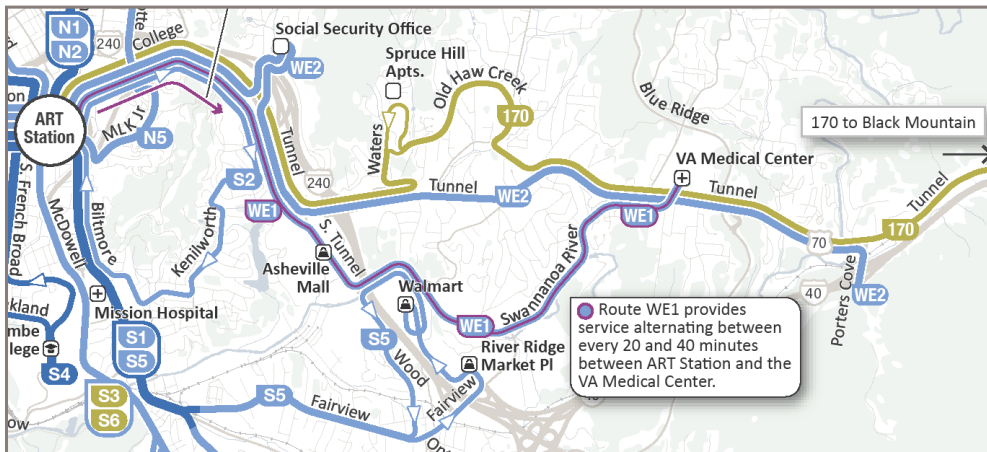 N1
N2
240
College
Social Security Office
WE2
Spruce Hill
Apts.
Old Haw Creek
170
Blue Ridge
170 to Black Mountain
ART
Station
MLK Jr
N5
Waters
VA Medical Center
Tunnel
240
Tunnel
WE2
Tunnel
Tunnel
S2
WE1
WE1
S. French Broad
McDowell
Biltmore
Kenilworth
S. Tunnel
Swannanoa River
70
170
Asheville
Mall
Walmart
40
Porters Cove
WE2
Mission Hospital
WE1
Route WE1 provides
service alternating between
every 20 and 40 minutes
between ART Station and the
VA Medical Center.
S1
S5
S5
Wood
River Ridge
Market Pl
S4
S3
S6
S5
Fairview
Fairview